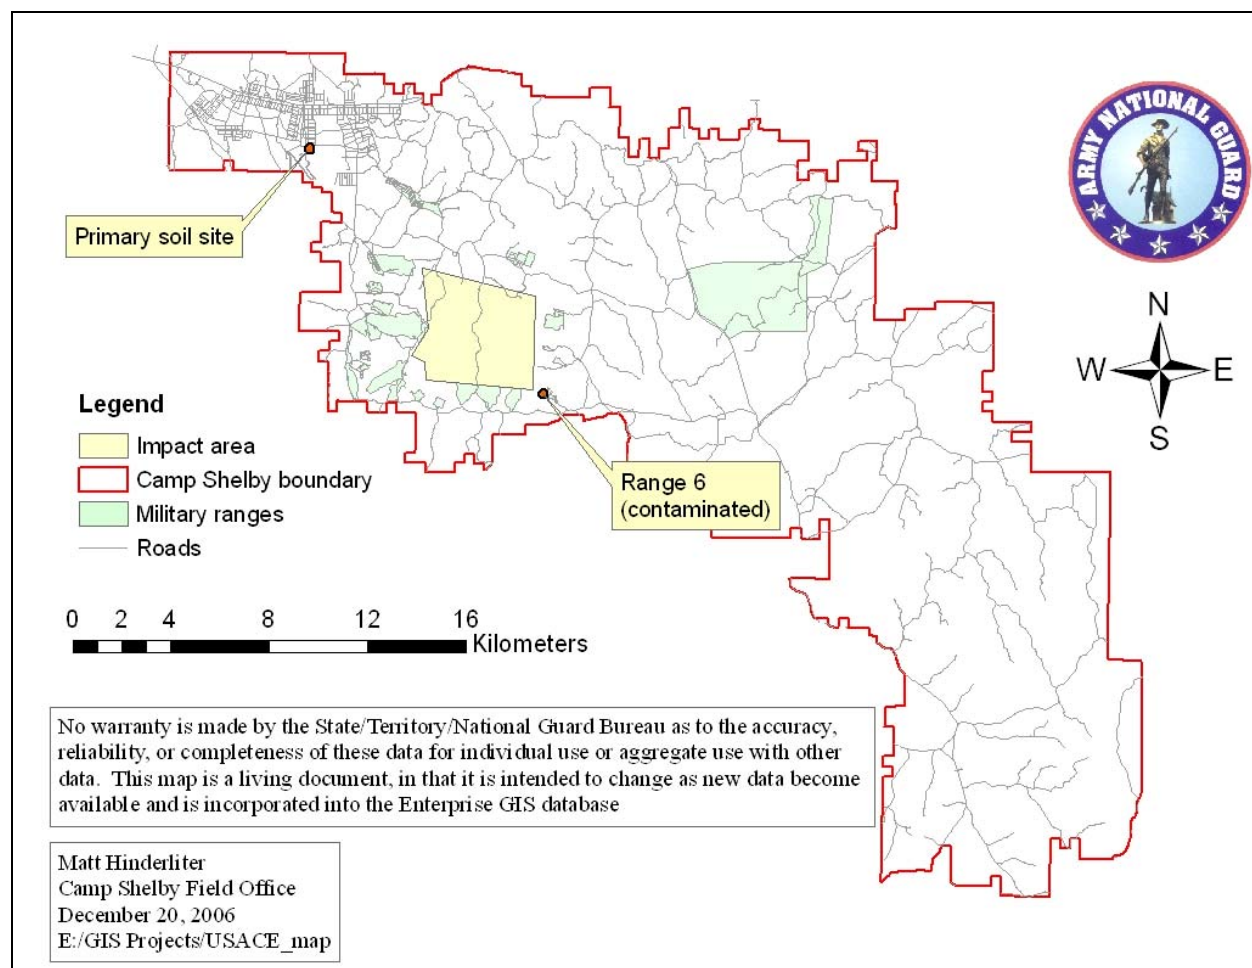 ARMY NATIONAL GUARD
Primary soil site
N
W E
S
Legend
Impact area
Camp Shelby boundary
Military ranges
Roads
Range 6
(contaminated)
0 2 4 8 12 16
Kilometers
No warranty is made by the State/Territory/National Guard Bureau as to the accuracy,
reliability, or completeness of these data for individual use or aggregate use with other
data. This map is a living document, in that it is intended to change as new data become
available and is incorporated into the Enterprise GIS database
Matt Hinderliter
Camp Shelby Field Office
December 20, 2006
E:/GIS Projects/USACE_map